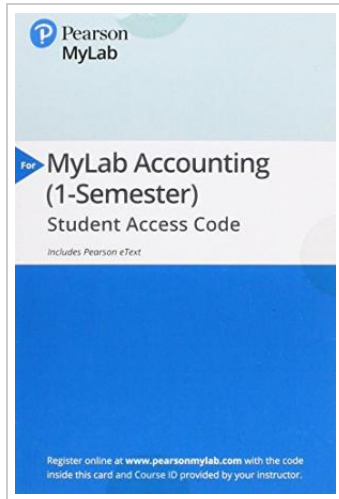 Pearson
MyLab
For
MyLab Accounting
(1-Semester)
Student Access Code
Includes Pearson eText
Register online at www.pearsonmylab.com with the code
inside this card and Course ID provided by your instructor.